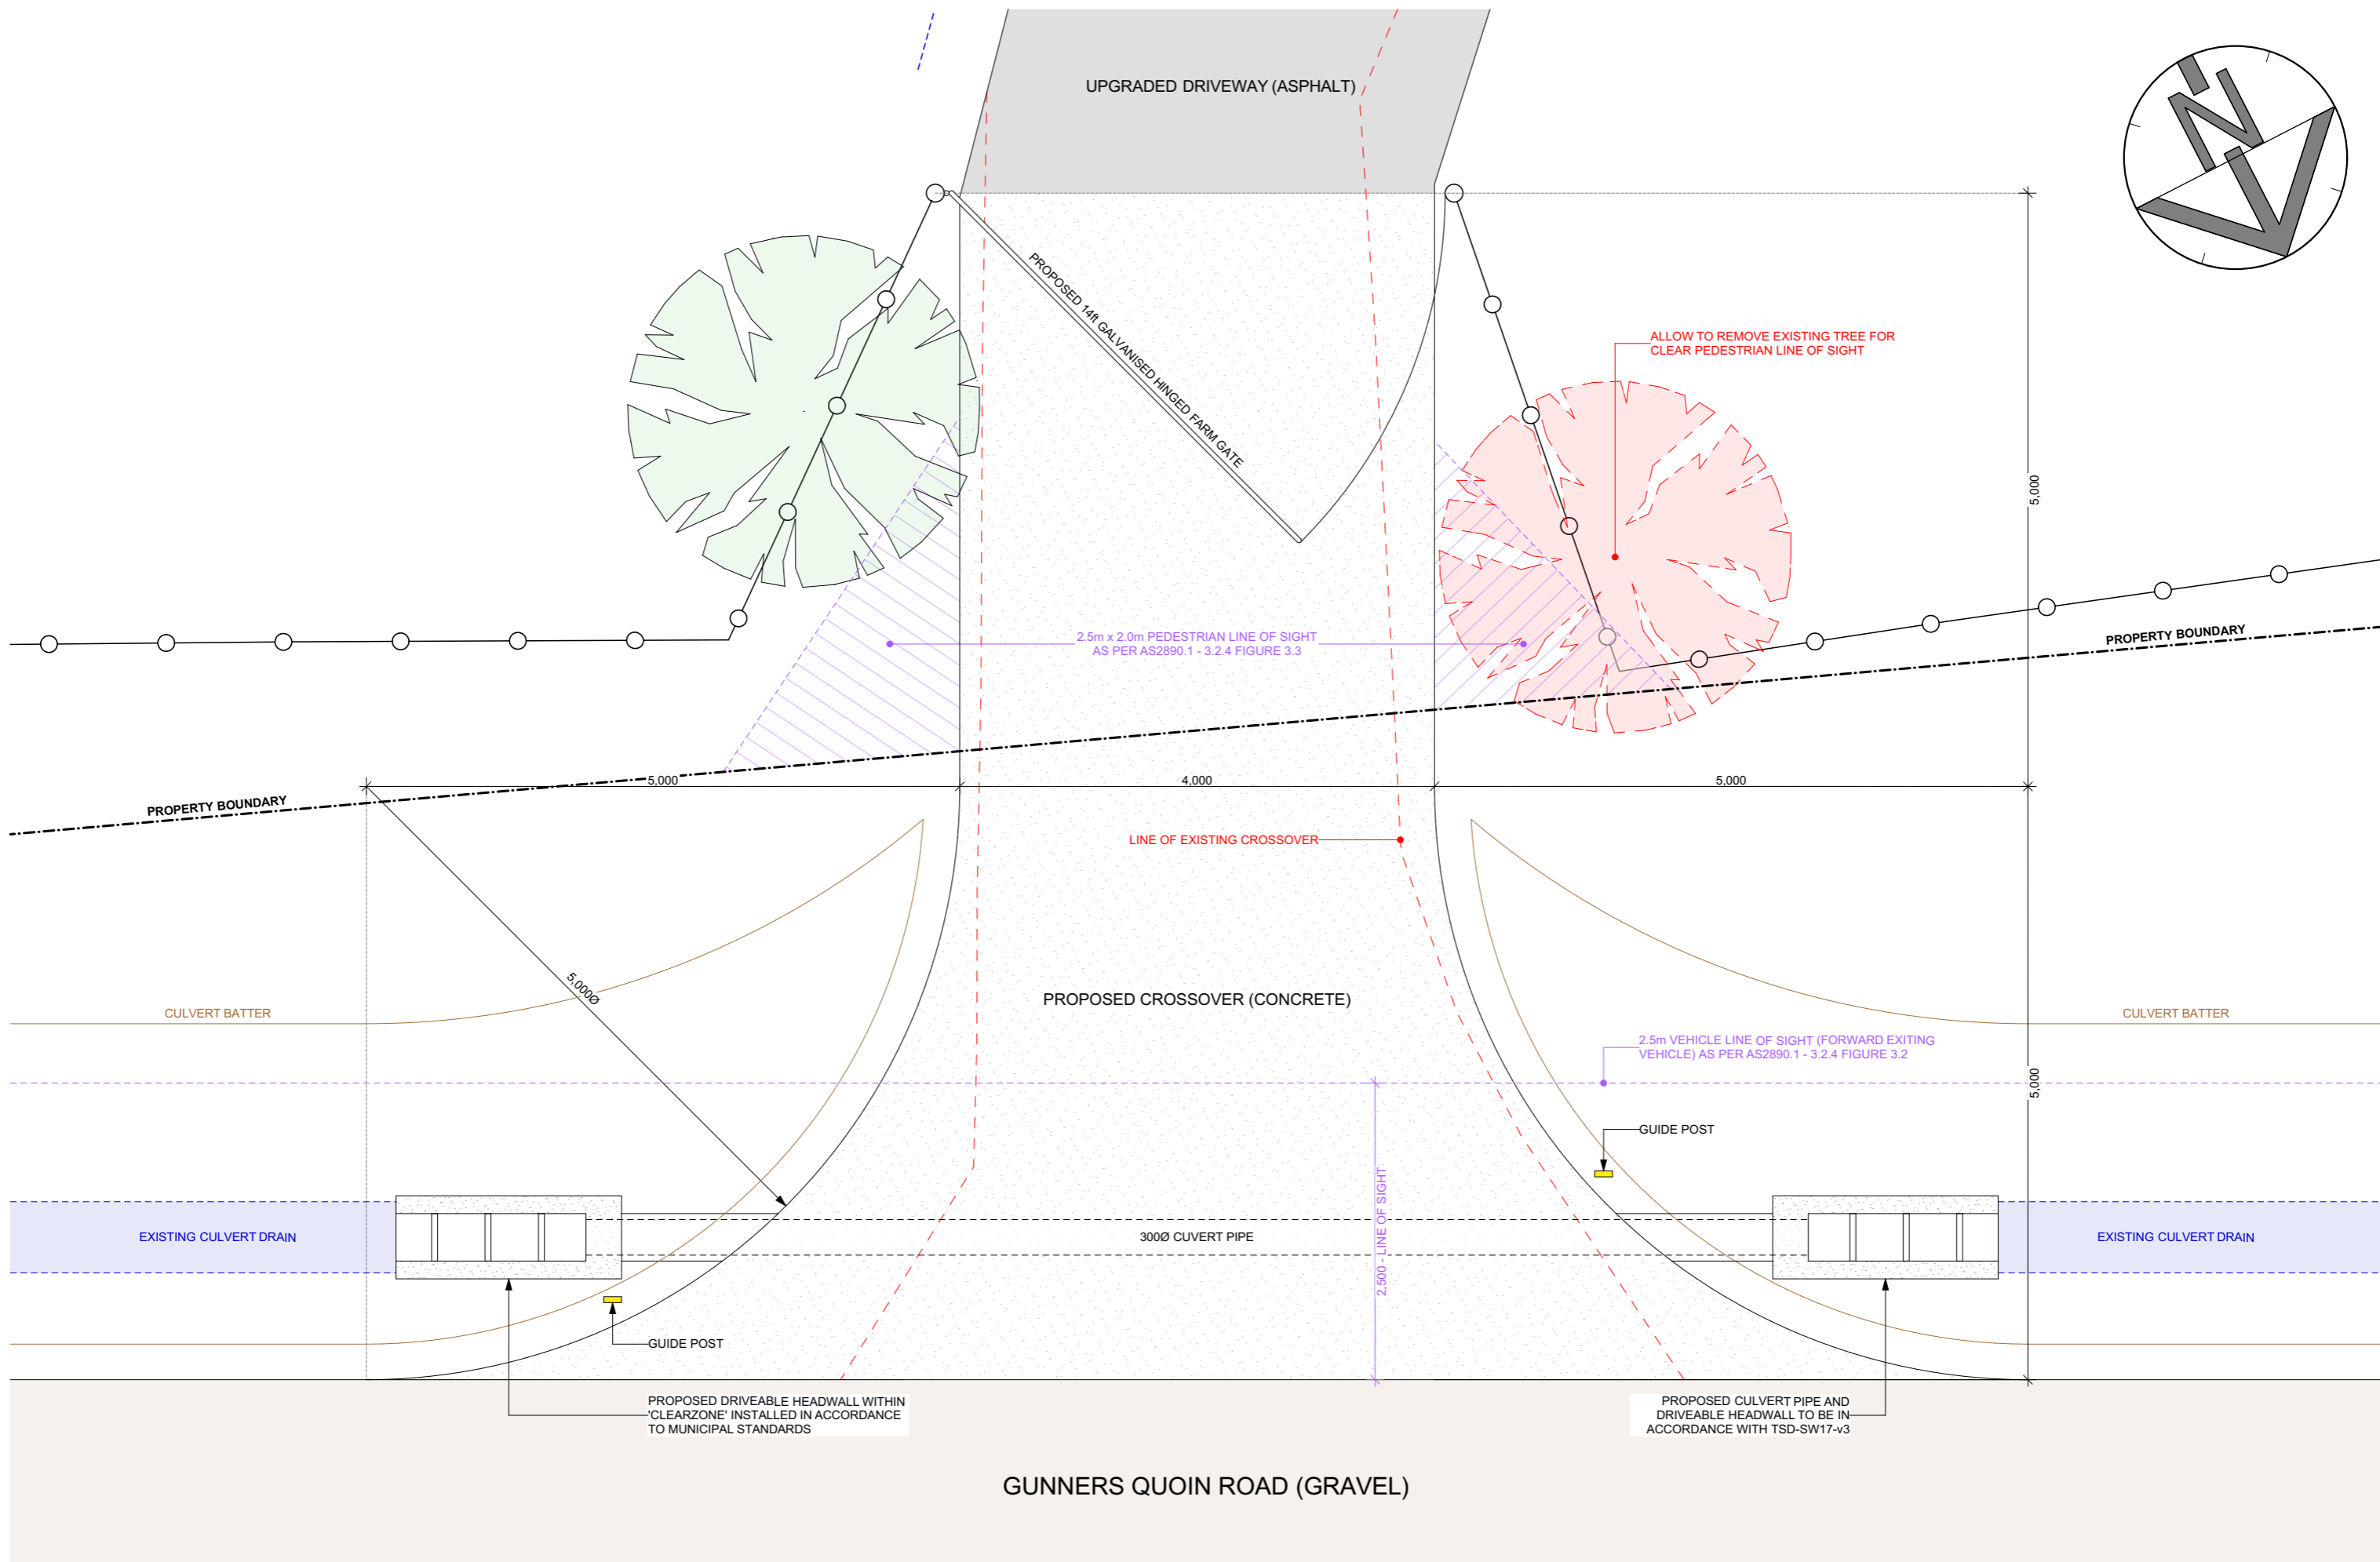 UPGRADED DRIVEWAY (ASPHALT)
N
PROPOSED 14ft GALVANISED HINGED FARM GATE
ALLOW TO REMOVE EXISTING TREE FOR
CLEAR PEDESTRIAN LINE OF SIGHT
5,000
2.5m x 2.0m PEDESTRIAN LINE OF SIGHT
AS PER AS2890.1 - 3.2.4 FIGURE 3.3
PROPERTY BOUNDARY
PROPERTY BOUNDARY
5,000
4,000
5,000
LINE OF EXISTING CROSSOVER
5,000Ø
PROPOSED CROSSOVER (CONCRETE)
CULVERT BATTER
CULVERT BATTER
2.5m VEHICLE LINE OF SIGHT (FORWARD EXITING
VEHICLE) AS PER AS2890.1 - 3.2.4 FIGURE 3.2
5,000
GUIDE POST
2,500 - LINE OF SIGHT
EXISTING CULVERT DRAIN
300Ø CUVERT PIPE
EXISTING CULVERT DRAIN
GUIDE POST
PROPOSED DRIVEABLE HEADWALL WITHIN
'CLEARZONE' INSTALLED IN ACCORDANCE
TO MUNICIPAL STANDARDS
PROPOSED CULVERT PIPE AND
DRIVEABLE HEADWALL TO BE IN
ACCORDANCE WITH TSD-SW17-v3
GUNNERS QUOIN ROAD (GRAVEL)